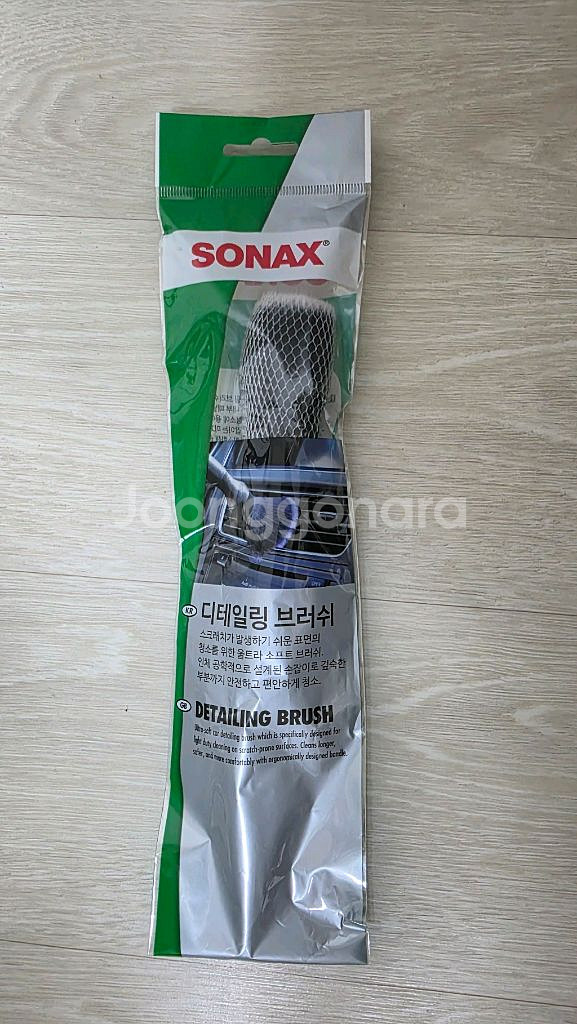 SONAX®
Joonggonara
KR 디테일링 브러쉬
스크래치가 발생하기 쉬운 표면의
청소를 위한 울트라 소프트 브러쉬.
인체 공학적으로 설계된 손잡이로 깊숙한
부분까지 안전하고 편안하게 청소.
GB DETAILING BRUSH
Ultra-soft car detailing brush which is specifically designed for
light duty cleaning on scratch-prone surfaces. Cleans longer,
safer, and more comfortably with ergonomically designed handle.